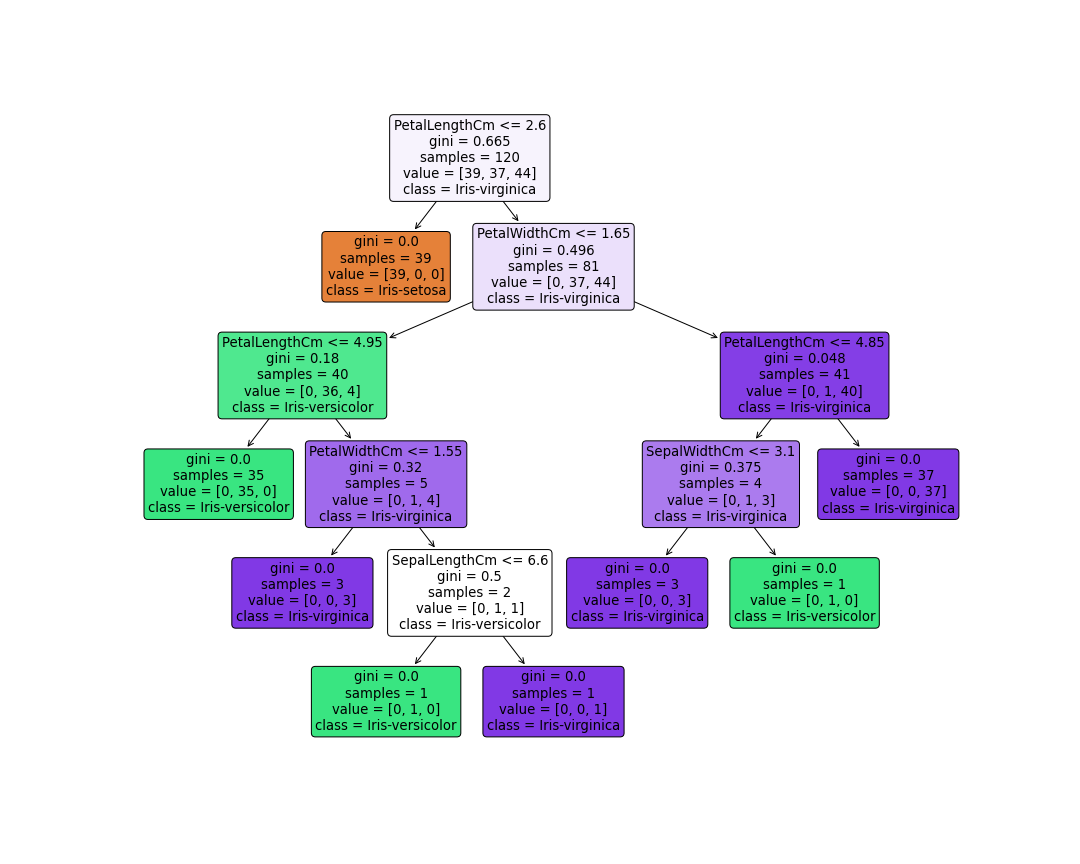 PetalLengthCm <= 2.6
gini = 0.665
samples = 120
value = [39, 37, 44]
class = Iris-virginica
gini = 0.0
samples = 39
value = [39, 0, 0]
class = Iris-setosa
PetalWidthCm <= 1.65
gini = 0.496
samples = 81
value = [0, 37, 44]
class = Iris-virginica
PetalLengthCm <= 4.95
gini = 0.18
samples = 40
value = [0, 36, 4]
class = Iris-versicolor
PetalLengthCm <= 4.85
gini = 0.048
samples = 41
value = [0, 1, 40]
class = Iris-virginica
gini = 0.0
samples = 35
value = [0, 35, 0]
class = Iris-versicolor
PetalWidthCm <= 1.55
gini = 0.32
samples = 5
value = [0, 1, 4]
class = Iris-virginica
SepalWidthCm <= 3.1
gini = 0.375
samples = 4
value = [0, 1, 3]
class = Iris-virginica
gini = 0.0
samples = 37
value = [0, 0, 37]
class = Iris-virginica
gini = 0.0
samples = 3
value = [0, 0, 3]
class = Iris-virginica
SepalLengthCm <= 6.6
gini = 0.5
samples = 2
value = [0, 1, 1]
class = Iris-versicolor
gini = 0.0
samples = 3
value = [0, 0, 3]
class = Iris-virginica
gini = 0.0
samples = 1
value = [0, 1, 0]
class = Iris-versicolor
gini = 0.0
samples = 1
value = [0, 1, 0]
class = Iris-versicolor
gini = 0.0
samples = 1
value = [0, 0, 1]
class = Iris-virginica